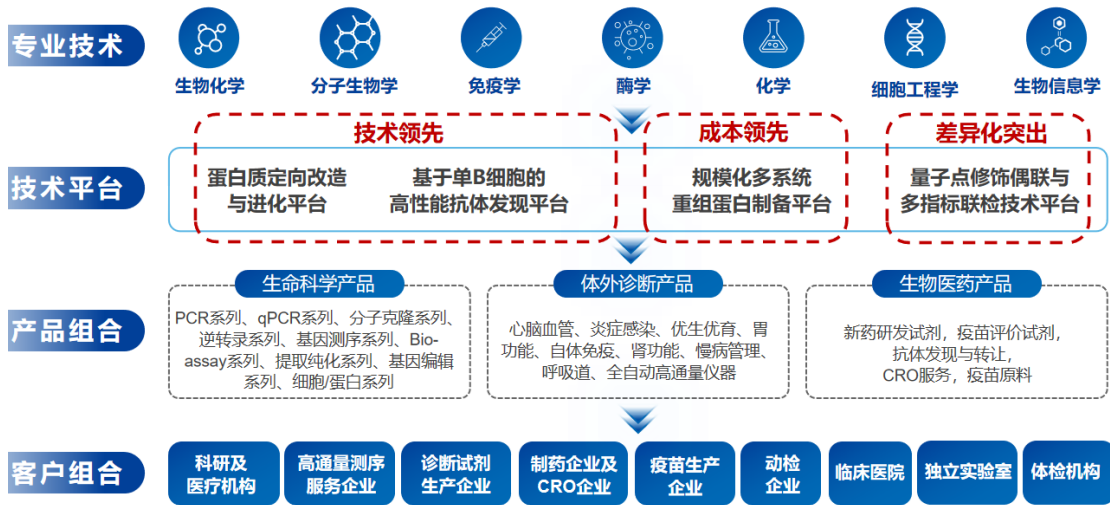 专业技术
生物化学
分子生物学
免疫学
酶学
化学
细胞工程学
生物信息学
技术领先
成本领先
差异化突出
技术平台
蛋白质定向改造
与进化平台
基于单B细胞的
高性能抗体发现平台
规模化多系统
重组蛋白制备平台
量子点修饰偶联与
多指标联检技术平台
产品组合
生命科学产品
PCR系列、qPCR系列、分子克隆系列、
逆转录系列、基因测序系列、Bio-
assay系列、提取纯化系列、基因编辑
系列、细胞/蛋白系列
体外诊断产品
心脑血管、炎症感染、优生优育、胃
功能、自体免疫、肾功能、慢病管理、
呼吸道、全自动高通量仪器
生物医药产品
新药研发试剂，疫苗评价试剂，
抗体发现与转让，
CRO服务，疫苗原料
客户组合
科研及
医疗机构
高通量测序
服务企业
诊断试剂
生产企业
制药企业及
CRO企业
疫苗生产
企业
动检
企业
临床医院
独立实验室
体检机构